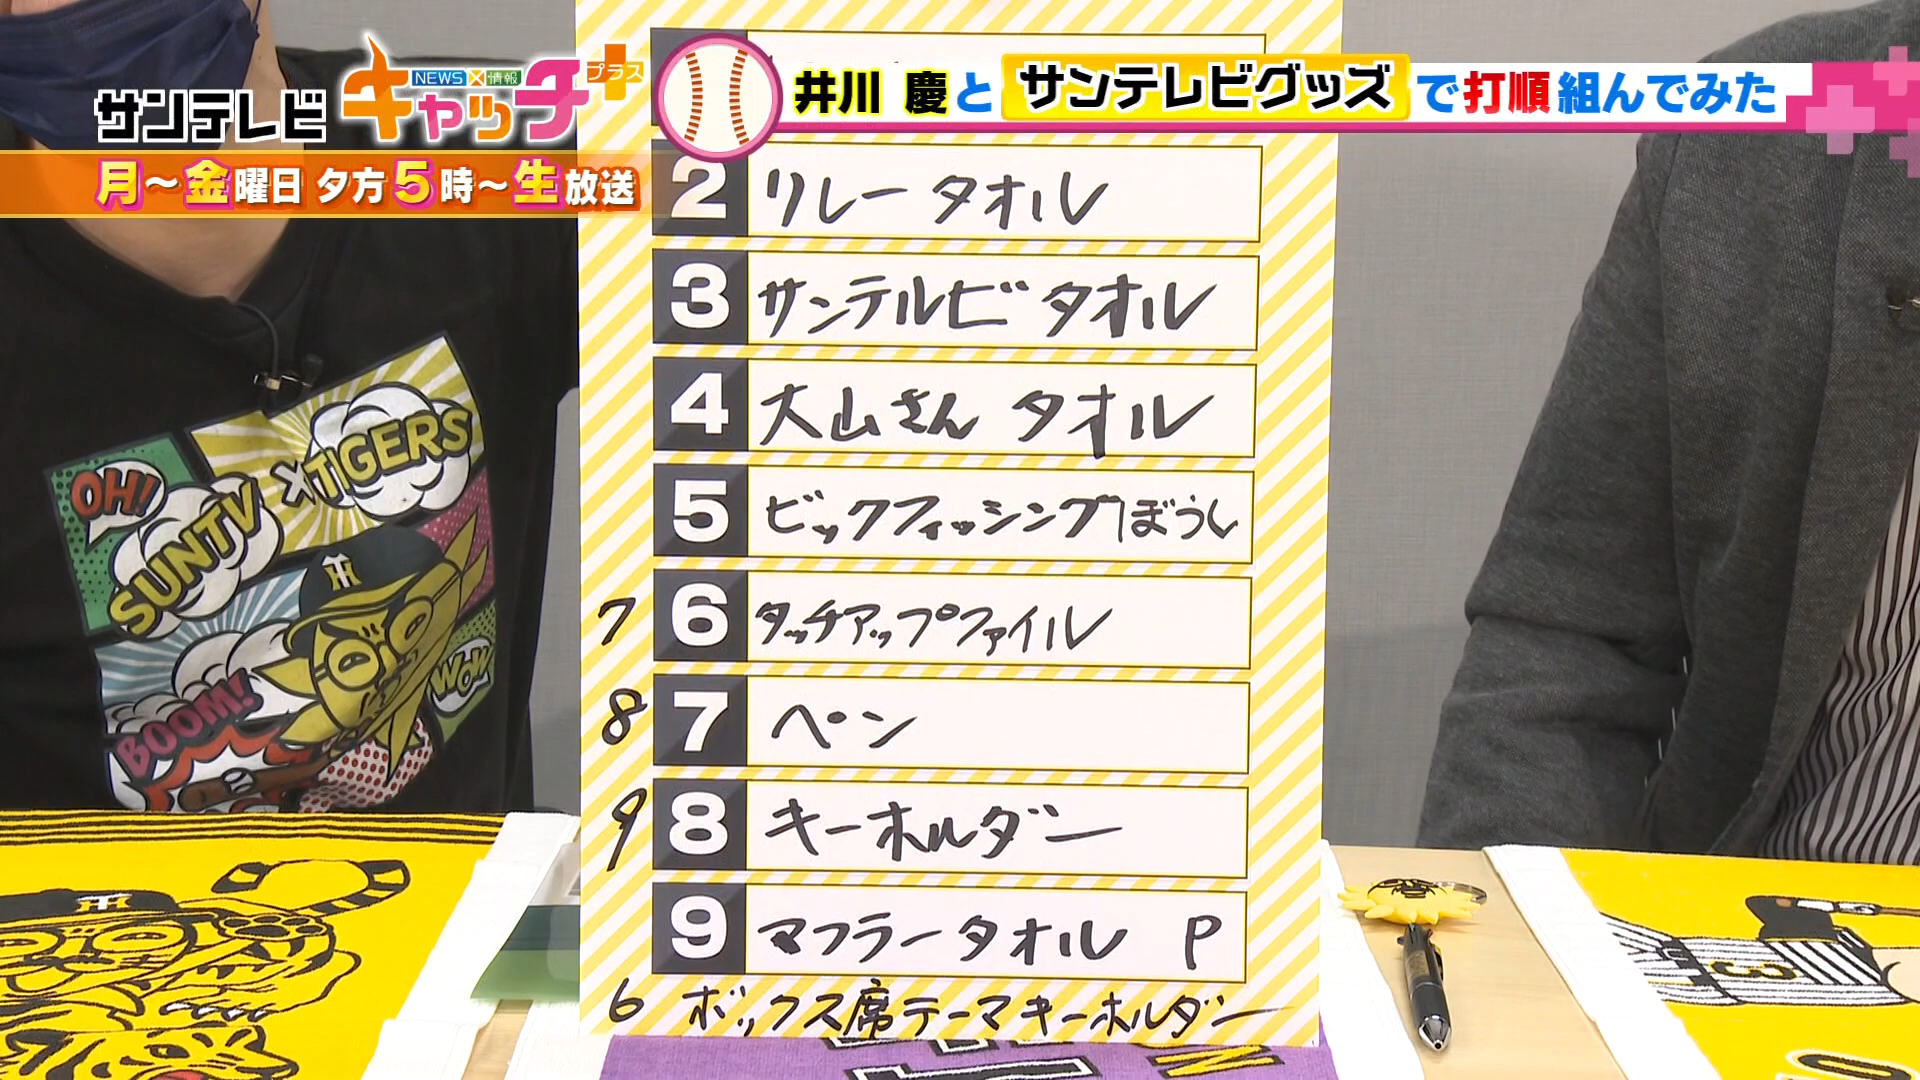 サンテレビ NEWS×情報 キャッチ+プラス
月～金曜日 夕方5時～生放送
井川 慶とサンテレビグッズで打順組んでみた
2 リレータオル
3 サンテルビタオル
4 大山さん タオル
5 ビックフィッシングぼうし
7 6 タッチアップファイル
8 7 ペン
9 8 キーホルダー
9 マフラータオル P
6 ボックス席テーマキーホルダー
OH!
SUNTV×TIGERS
BOOM!
WOW
3